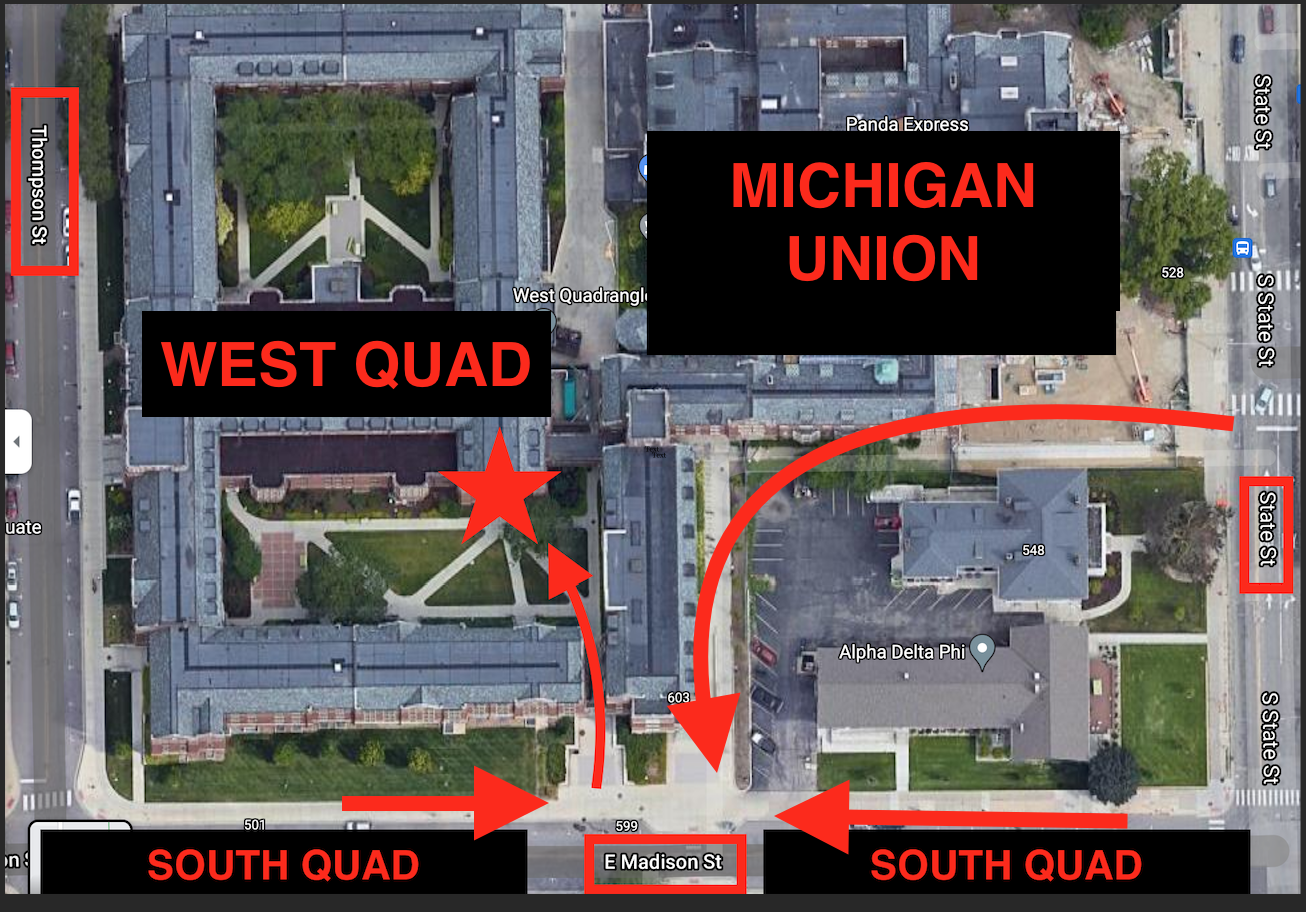 State St
Thompson St
Panda Express
MICHIGAN
UNION
528
West Quadrangle
S State St
WEST QUAD
State St
uate
548
Alpha Delta Phi
603
S State St
501
599
SOUTH QUAD
E Madison St
SOUTH QUAD